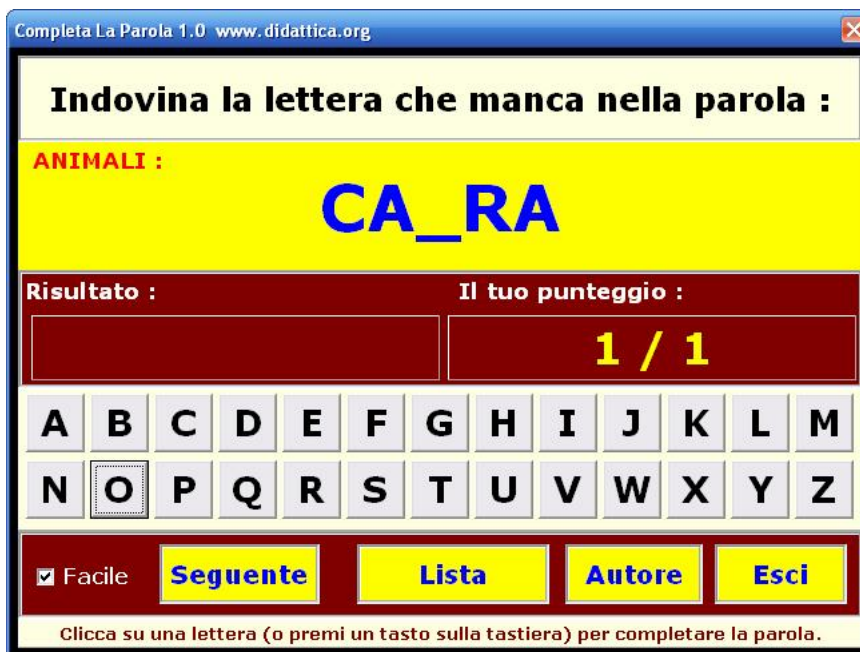 Completa La Parola 1.0 www.didattica.org
Indovina la lettera che manca nella parola :
ANIMALI :
CA_RA
Risultato : Il tuo punteggio :
1 / 1
A B C D E F G H I J K L M
N O P Q R S T U V W X Y Z
Facile Seguente Lista Autore Esci
Clicca su una lettera (o premi un tasto sulla tastiera) per completare la parola.